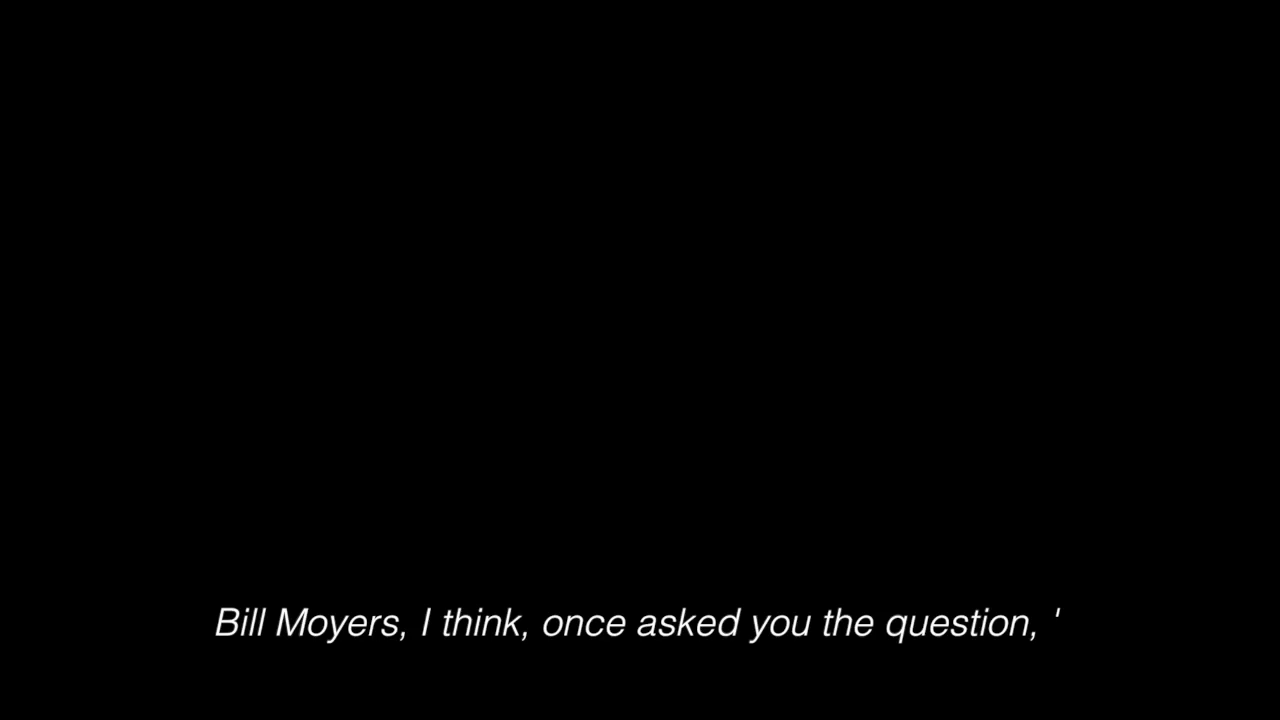 Bill Moyers, I think, once asked you the question, '